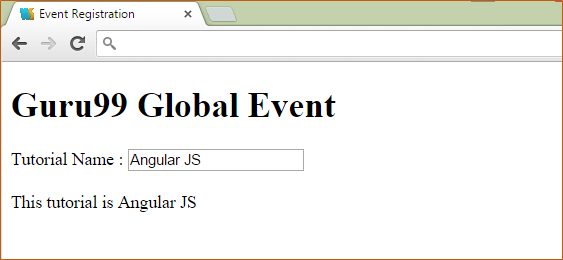 Event Registration
Guru99 Global Event
Tutorial Name : Angular JS
This tutorial is Angular JS